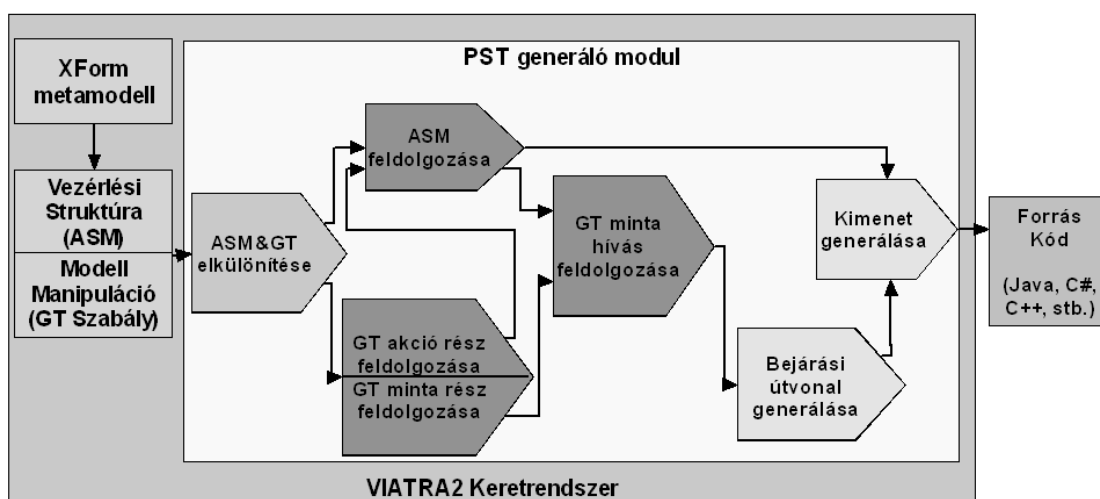 PST generáló modul
XForm
metamodell
Vezérlési
Struktúra
(ASM)
Modell
Manipuláció
(GT Szabály)
ASM&GT
elkülönítése
ASM
feldolgozása
GT akció rész
feldolgozása
GT minta rész
feldolgozása
GT minta
hívás
feldolgozása
Bejárási
útvonal
generálása
Kimenet
generálása
Forrás
Kód
(Java, C#,
C++, stb.)
VIATRA2 Keretrendszer